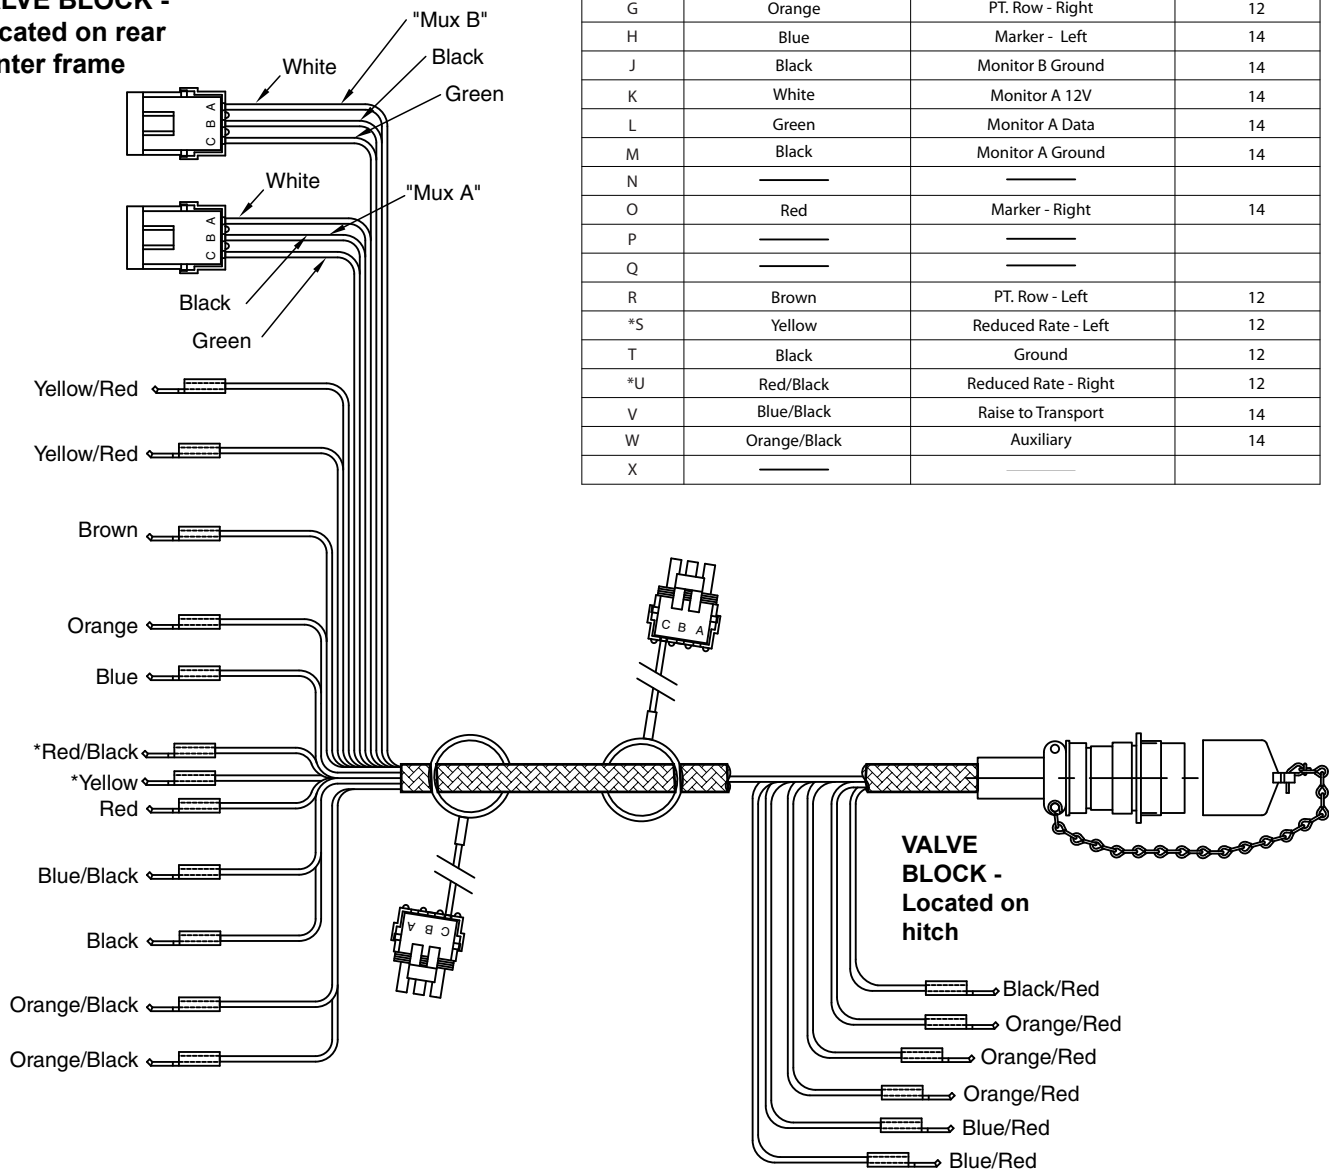 ALVE BLOCK -
cated on rear
nter frame
G Orange PT. Row - Right 12
H Blue Marker - Left 14
J Black Monitor B Ground 14
K White Monitor A 12V 14
L Green Monitor A Data 14
M Black Monitor A Ground 14
N
O Red Marker - Right 14
P
Q
R Brown PT. Row - Left 12
*S Yellow Reduced Rate - Left 12
T Black Ground 12
*U Red/Black Reduced Rate - Right 12
V Blue/Black Raise to Transport 14
W Orange/Black Auxiliary 14
X
"Mux B"
White
Black
Green
C B A
White
"Mux A"
C B A
Black
Green
Yellow/Red
Yellow/Red
Brown
Orange
Blue
*Red/Black
*Yellow
Red
Blue/Black
Black
Orange/Black
Orange/Black
C B A
C B A
VALVE
BLOCK -
Located on
hitch
Black/Red
Orange/Red
Orange/Red
Orange/Red
Blue/Red
Blue/Red